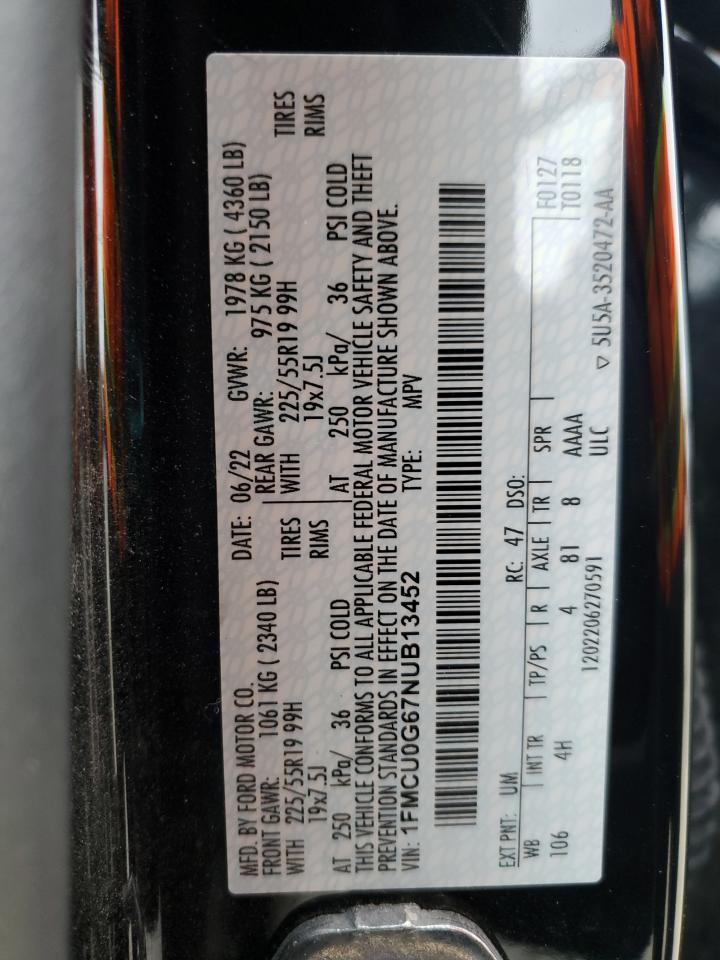 MFD. BY FORD MOTOR CO. DATE: 06/22 GVWR: 1978 KG ( 4360 LB)
FRONT GAWR: 1061 KG ( 2340 LB) REAR GAWR: 975 KG ( 2150 LB)
WITH 225/55R19 99H TIRES WITH 225/55R19 99H TIRES
19x7.5J RIMS 19x7.5J RIMS
AT 250 kPa/ 36 PSI COLD AT 250 kPa/ 36 PSI COLD
THIS VEHICLE CONFORMS TO ALL APPLICABLE FEDERAL MOTOR VEHICLE SAFETY AND THEFT
PREVENTION STANDARDS IN EFFECT ON THE DATE OF MANUFACTURE SHOWN ABOVE.
VIN: 1FMCU0G67NUB13452 TYPE: MPV
EXT PNT: UM RC: 47 DSO: F0127
WB INT TR TP/PS R AXLE TR SPR T0118
106 4H 4 81 8 AAAA
1202206270591 ULC ▽ 5U5A-3520472-AA